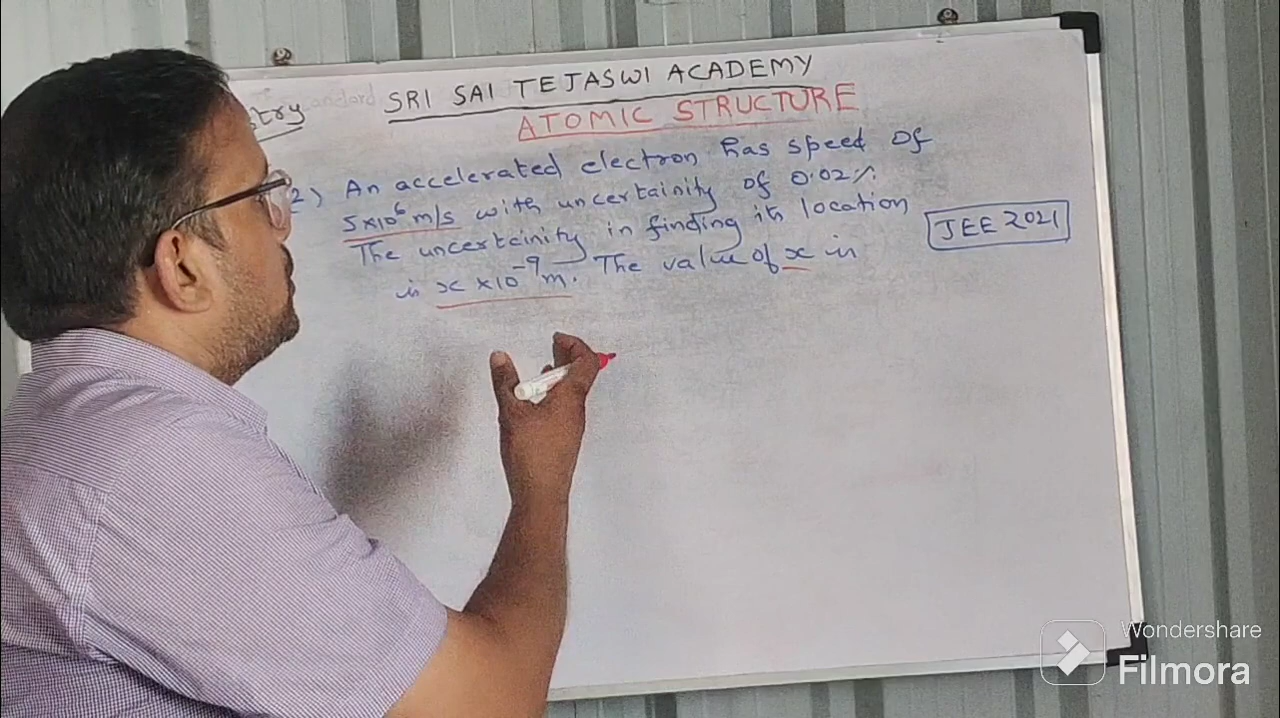 SRI SAI TEJASWI ACADEMY
ATOMIC STRUCTURE
2) An accelerated electron has speed of
5×10⁶ m/s with uncertainity of 0.02%.
The uncertainity in finding its location
is x ×10⁻⁹ m. The value of x is
JEE 2021
Wondershare
Filmora